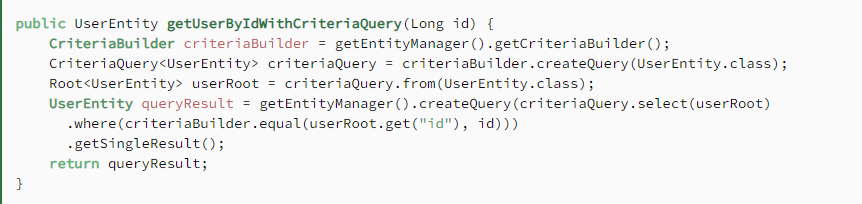 public UserEntity getUserByIdWithCriteriaQuery(Long id) {
    CriteriaBuilder criteriaBuilder = getEntityManager().getCriteriaBuilder();
    CriteriaQuery<UserEntity> criteriaQuery = criteriaBuilder.createQuery(UserEntity.class);
    Root<UserEntity> userRoot = criteriaQuery.from(UserEntity.class);
    UserEntity queryResult = getEntityManager().createQuery(criteriaQuery.select(userRoot)
      .where(criteriaBuilder.equal(userRoot.get("id"), id)))
      .getSingleResult();
    return queryResult;
}